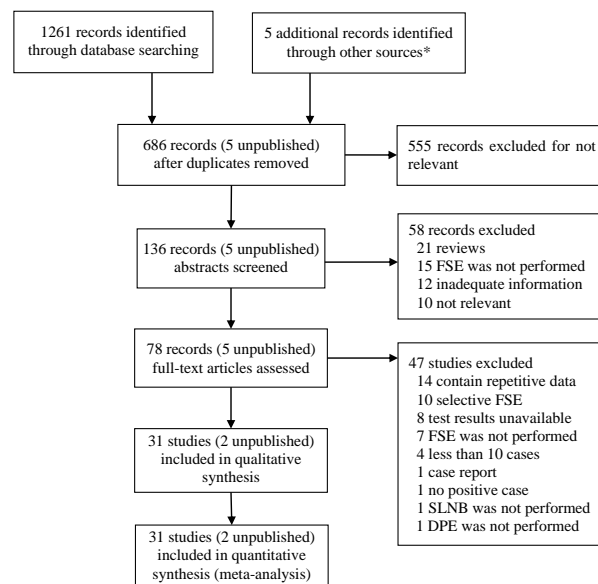 1261 records identified
through database searching
5 additional records identified
through other sources*
686 records (5 unpublished)
after duplicates removed
555 records excluded for not
relevant
136 records (5 unpublished)
abstracts screened
58 records excluded
21 reviews
15 FSE was not performed
12 inadequate information
10 not relevant
78 records (5 unpublished)
full-text articles assessed
47 studies excluded
14 contain repetitive data
10 selective FSE
8 test results unavailable
7 FSE was not performed
4 less than 10 cases
1 case report
1 no positive case
1 SLNB was not performed
1 DPE was not performed
31 studies (2 unpublished)
included in qualitative
synthesis
31 studies (2 unpublished)
included in quantitative
synthesis (meta-analysis)